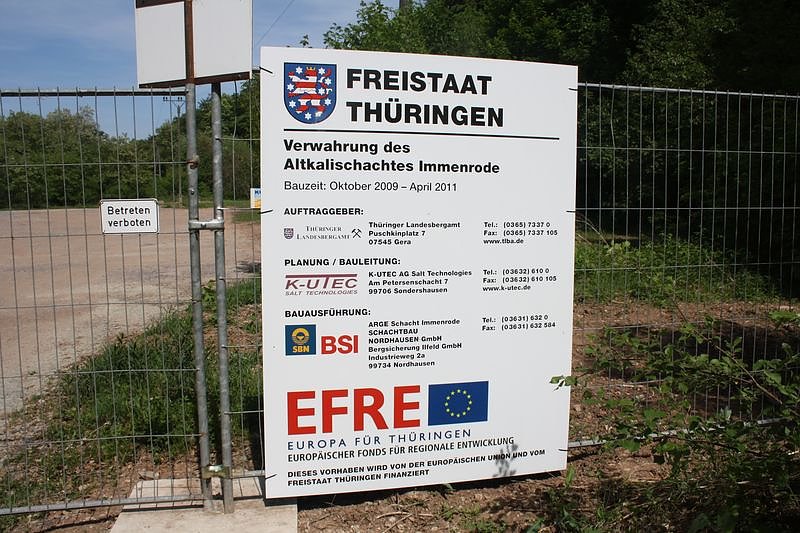 FREISTAAT
THÜRINGEN
Verwahrung des
Altkalischachtes Immenrode
Bauzeit: Oktober 2009 – April 2011
AUFTRAGGEBER:
THÜRINGER
LANDESBERGAMT
Thüringer Landesbergamt
Puschkinplatz 7
07545 Gera
Tel.: (0365) 7337 0
Fax: (0365) 7337 105
www.tlba.de
PLANUNG / BAULEITUNG:
K-UTEC
SALT TECHNOLOGIES
K-UTEC AG Salt Technologies
Am Petersenschacht 7
99706 Sondershausen
Tel.: (03632) 610 0
Fax: (03632) 610 105
www.k-utec.de
BAUAUSFÜHRUNG:
SBN
BSI
ARGE Schacht Immenrode
SCHACHTBAU
NORDHAUSEN GmbH
Bergsicherung Ilfeld GmbH
Industrieweg 2a
99734 Nordhausen
Tel.: (03631) 632 0
Fax: (03631) 632 584
EFRE
EUROPA FÜR THÜRINGEN
EUROPÄISCHER FONDS FÜR REGIONALE ENTWICKLUNG
DIESES VORHABEN WIRD VON DER EUROPÄISCHEN UNION UND VOM
FREISTAAT THÜRINGEN FINANZIERT
Betreten
verboten